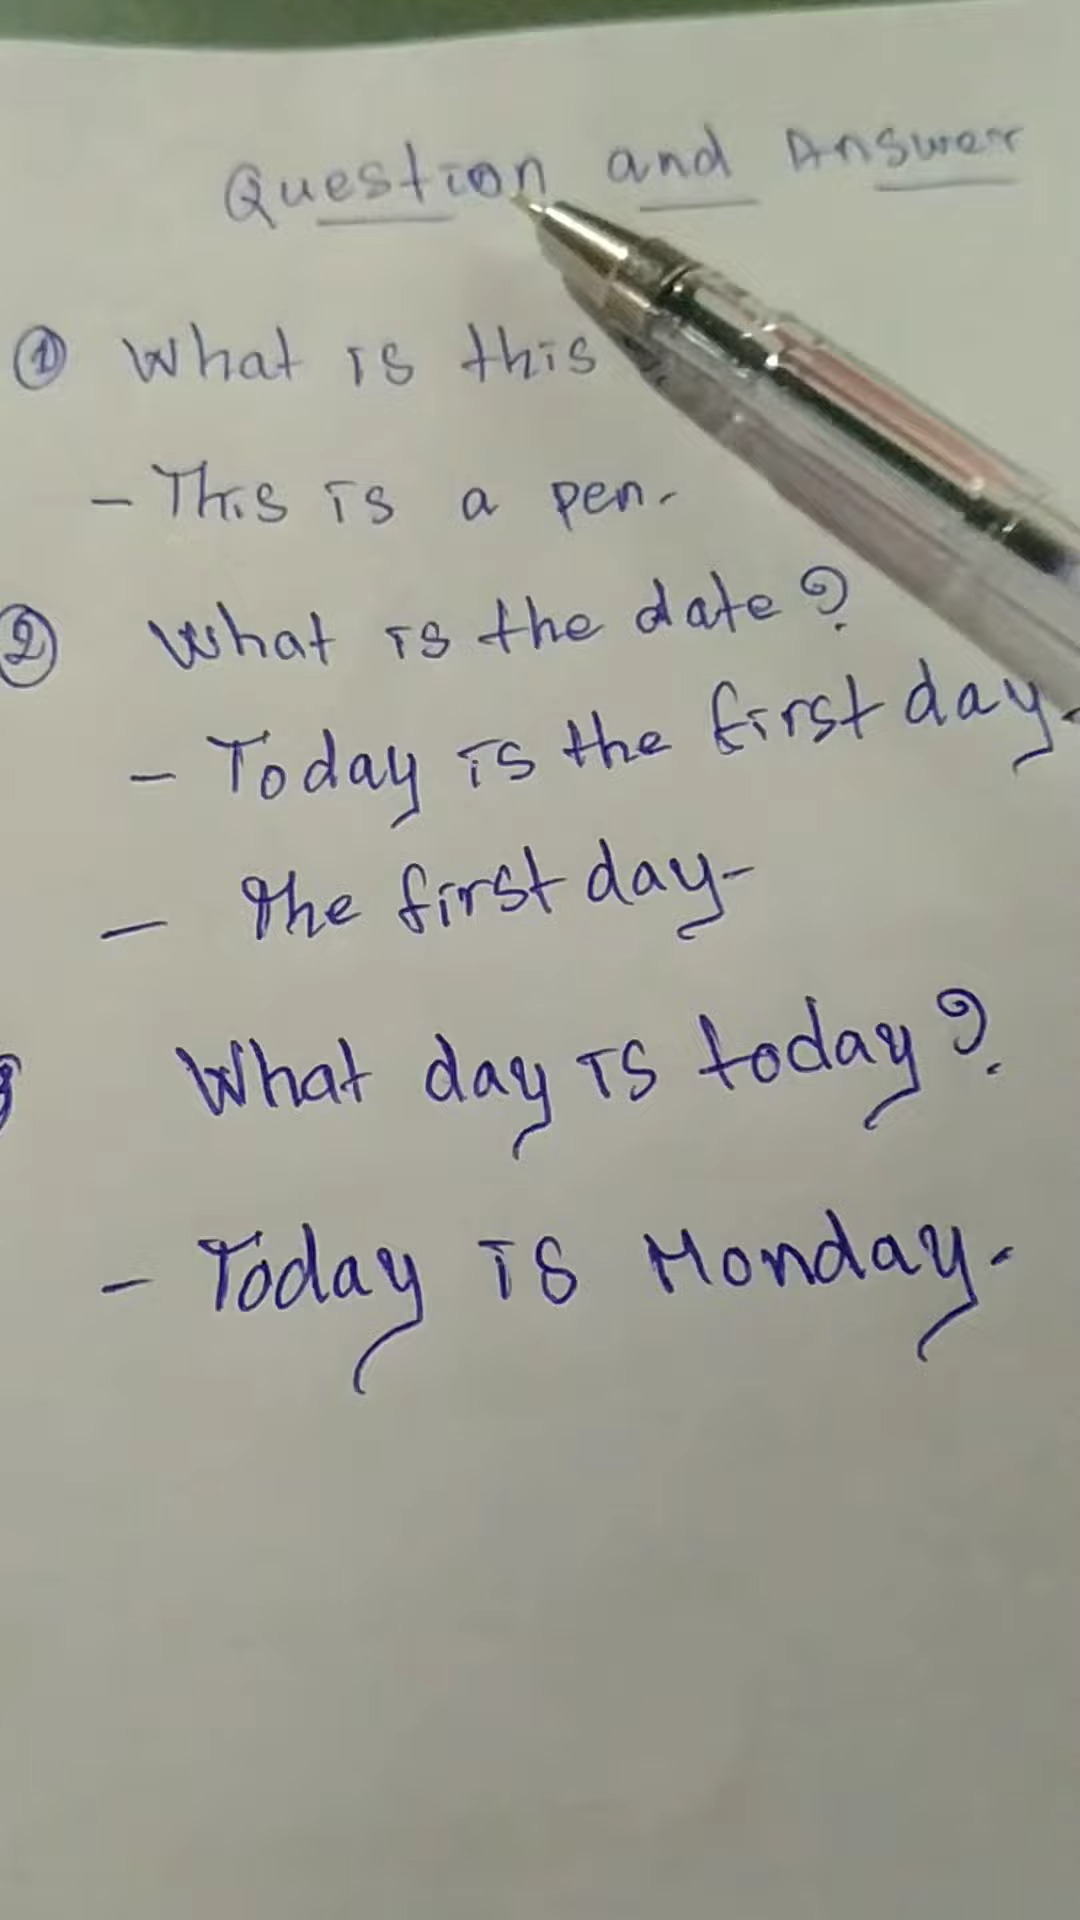 Question and Answer
① What is this
- This is a pen.
② What is the date?
- Today is the first day.
- The first day-
What day is today?
- Today is Monday.